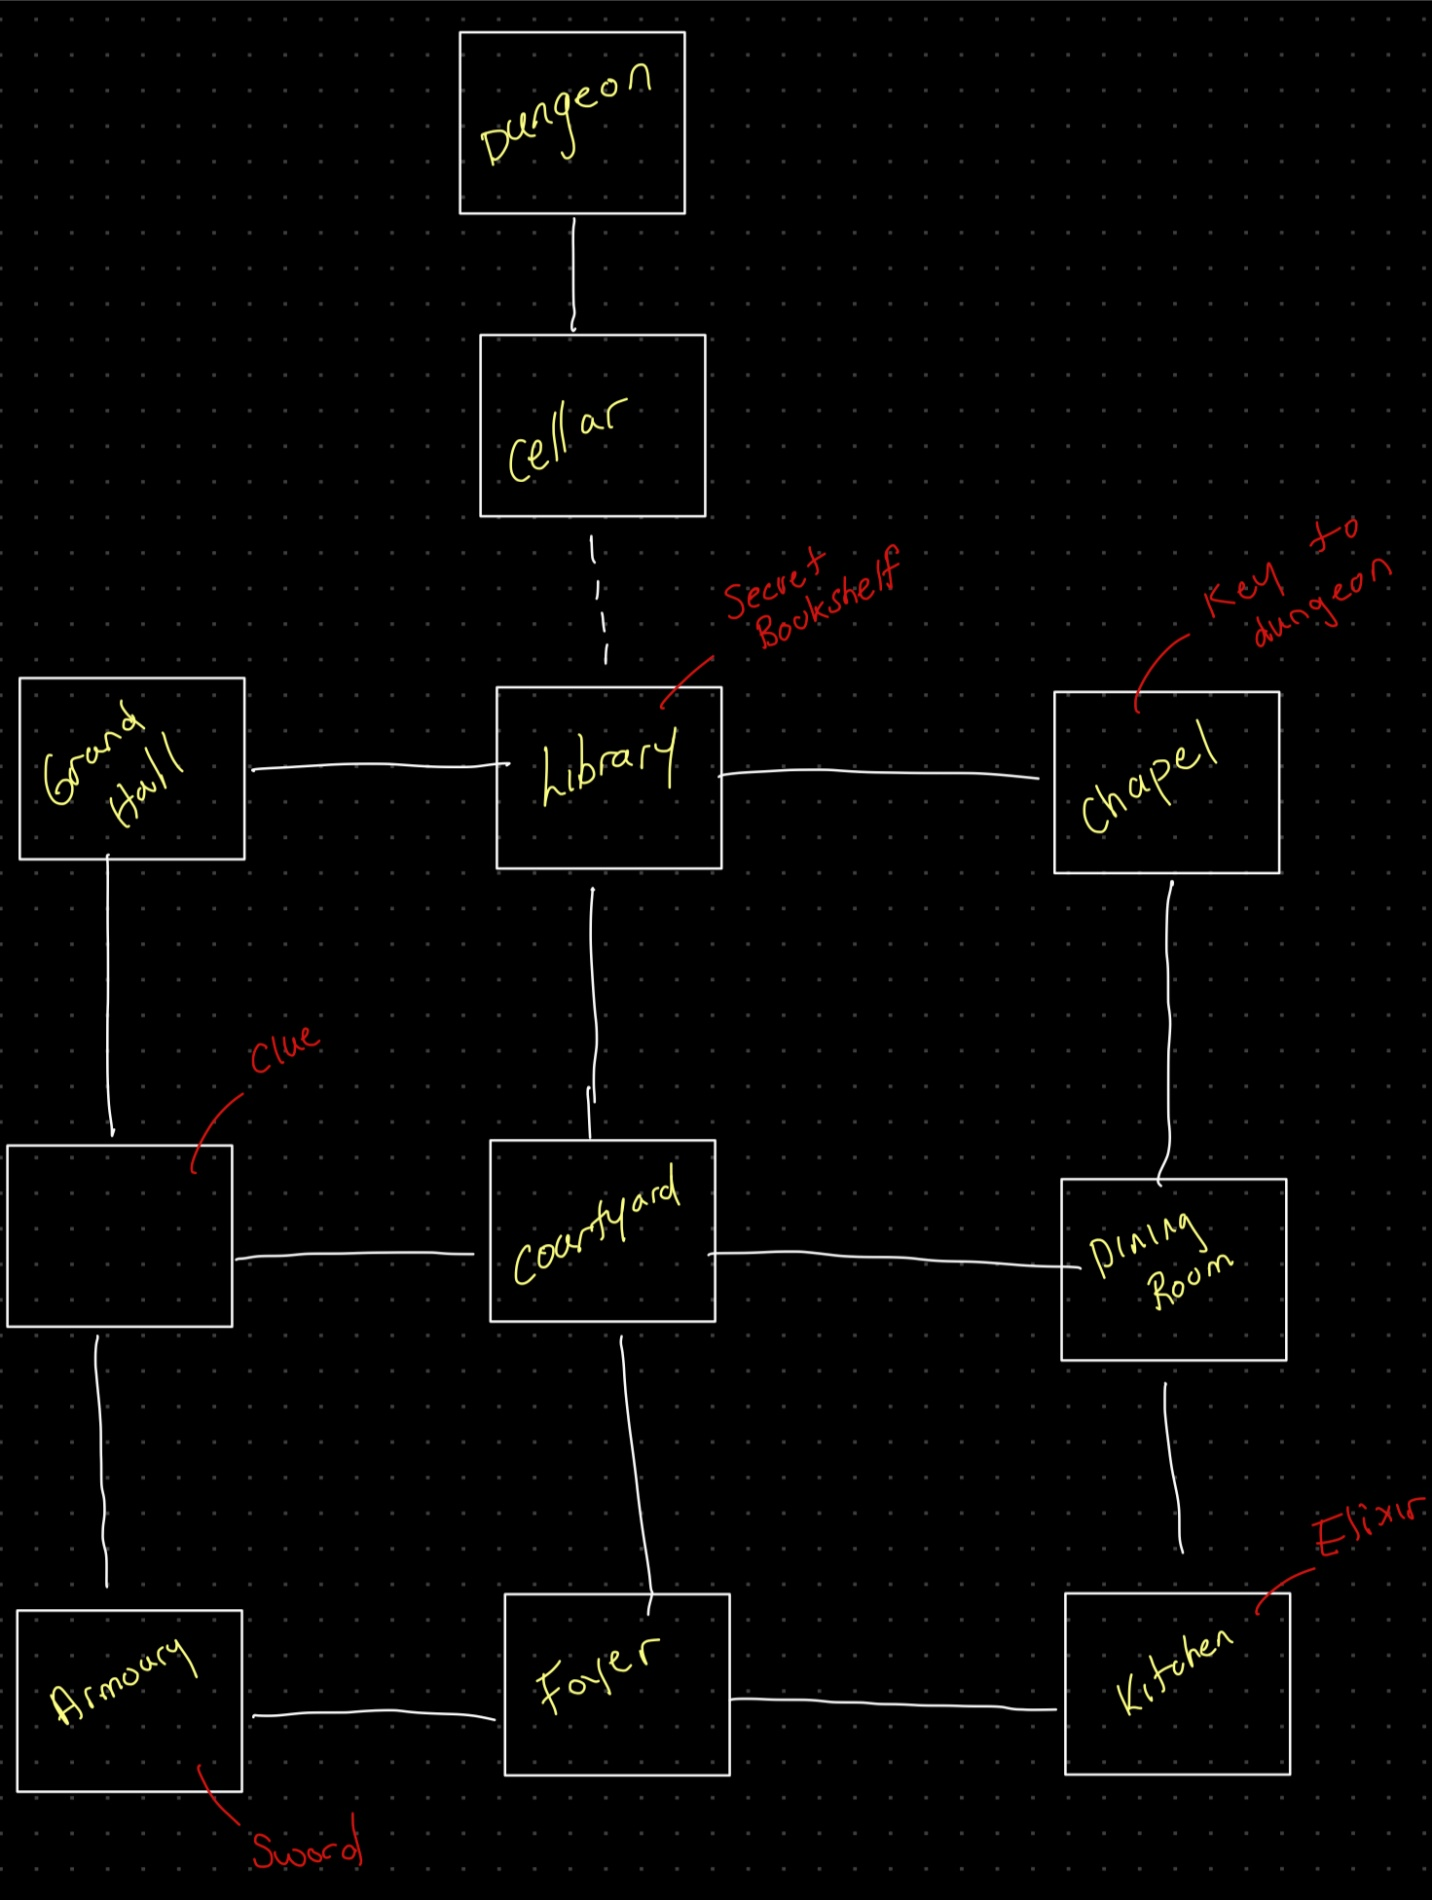 Dungeon
Cellar
Secret
Bookshelf
Key to
dungeon
Grand
Hall
Library
Chapel
Clue
Courtyard
Dining
Room
Elixir
Armoury
Foyer
Kitchen
Sword